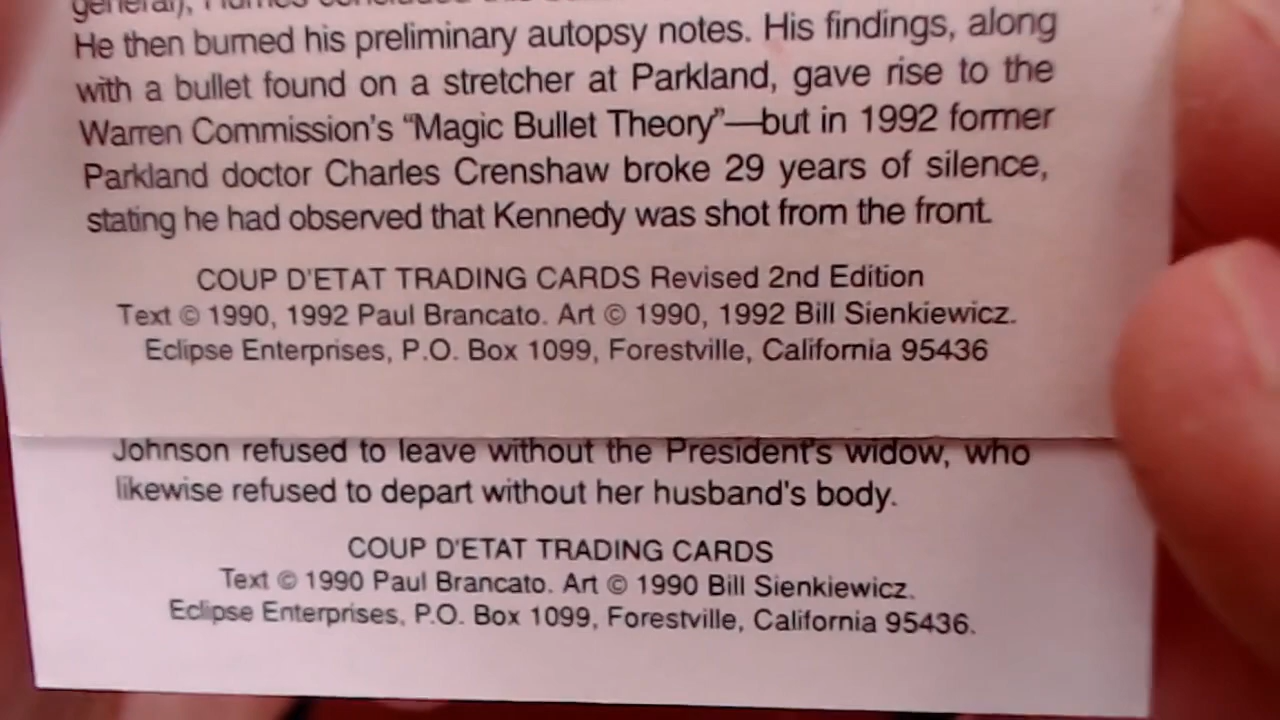 general), Humes concluded this
He then burned his preliminary autopsy notes. His findings, along
with a bullet found on a stretcher at Parkland, gave rise to the
Warren Commission's “Magic Bullet Theory”—but in 1992 former
Parkland doctor Charles Crenshaw broke 29 years of silence,
stating he had observed that Kennedy was shot from the front.
COUP D'ETAT TRADING CARDS Revised 2nd Edition
Text © 1990, 1992 Paul Brancato. Art © 1990, 1992 Bill Sienkiewicz.
Eclipse Enterprises, P.O. Box 1099, Forestville, California 95436
Johnson refused to leave without the President's widow, who
likewise refused to depart without her husband's body.
COUP D'ETAT TRADING CARDS
Text © 1990 Paul Brancato. Art © 1990 Bill Sienkiewicz.
Eclipse Enterprises, P.O. Box 1099, Forestville, California 95436.